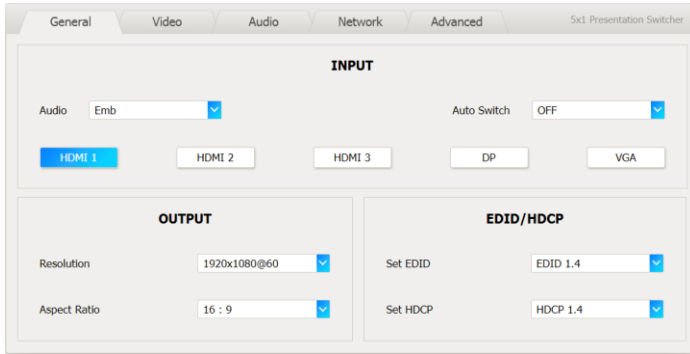 General Video Audio Network Advanced 5x1 Presentation Switcher
INPUT
Audio Emb Auto Switch OFF
HDMI 1 HDMI 2 HDMI 3 DP VGA
OUTPUT
Resolution 1920x1080@60
Aspect Ratio 16 : 9
EDID/HDCP
Set EDID EDID 1.4
Set HDCP HDCP 1.4